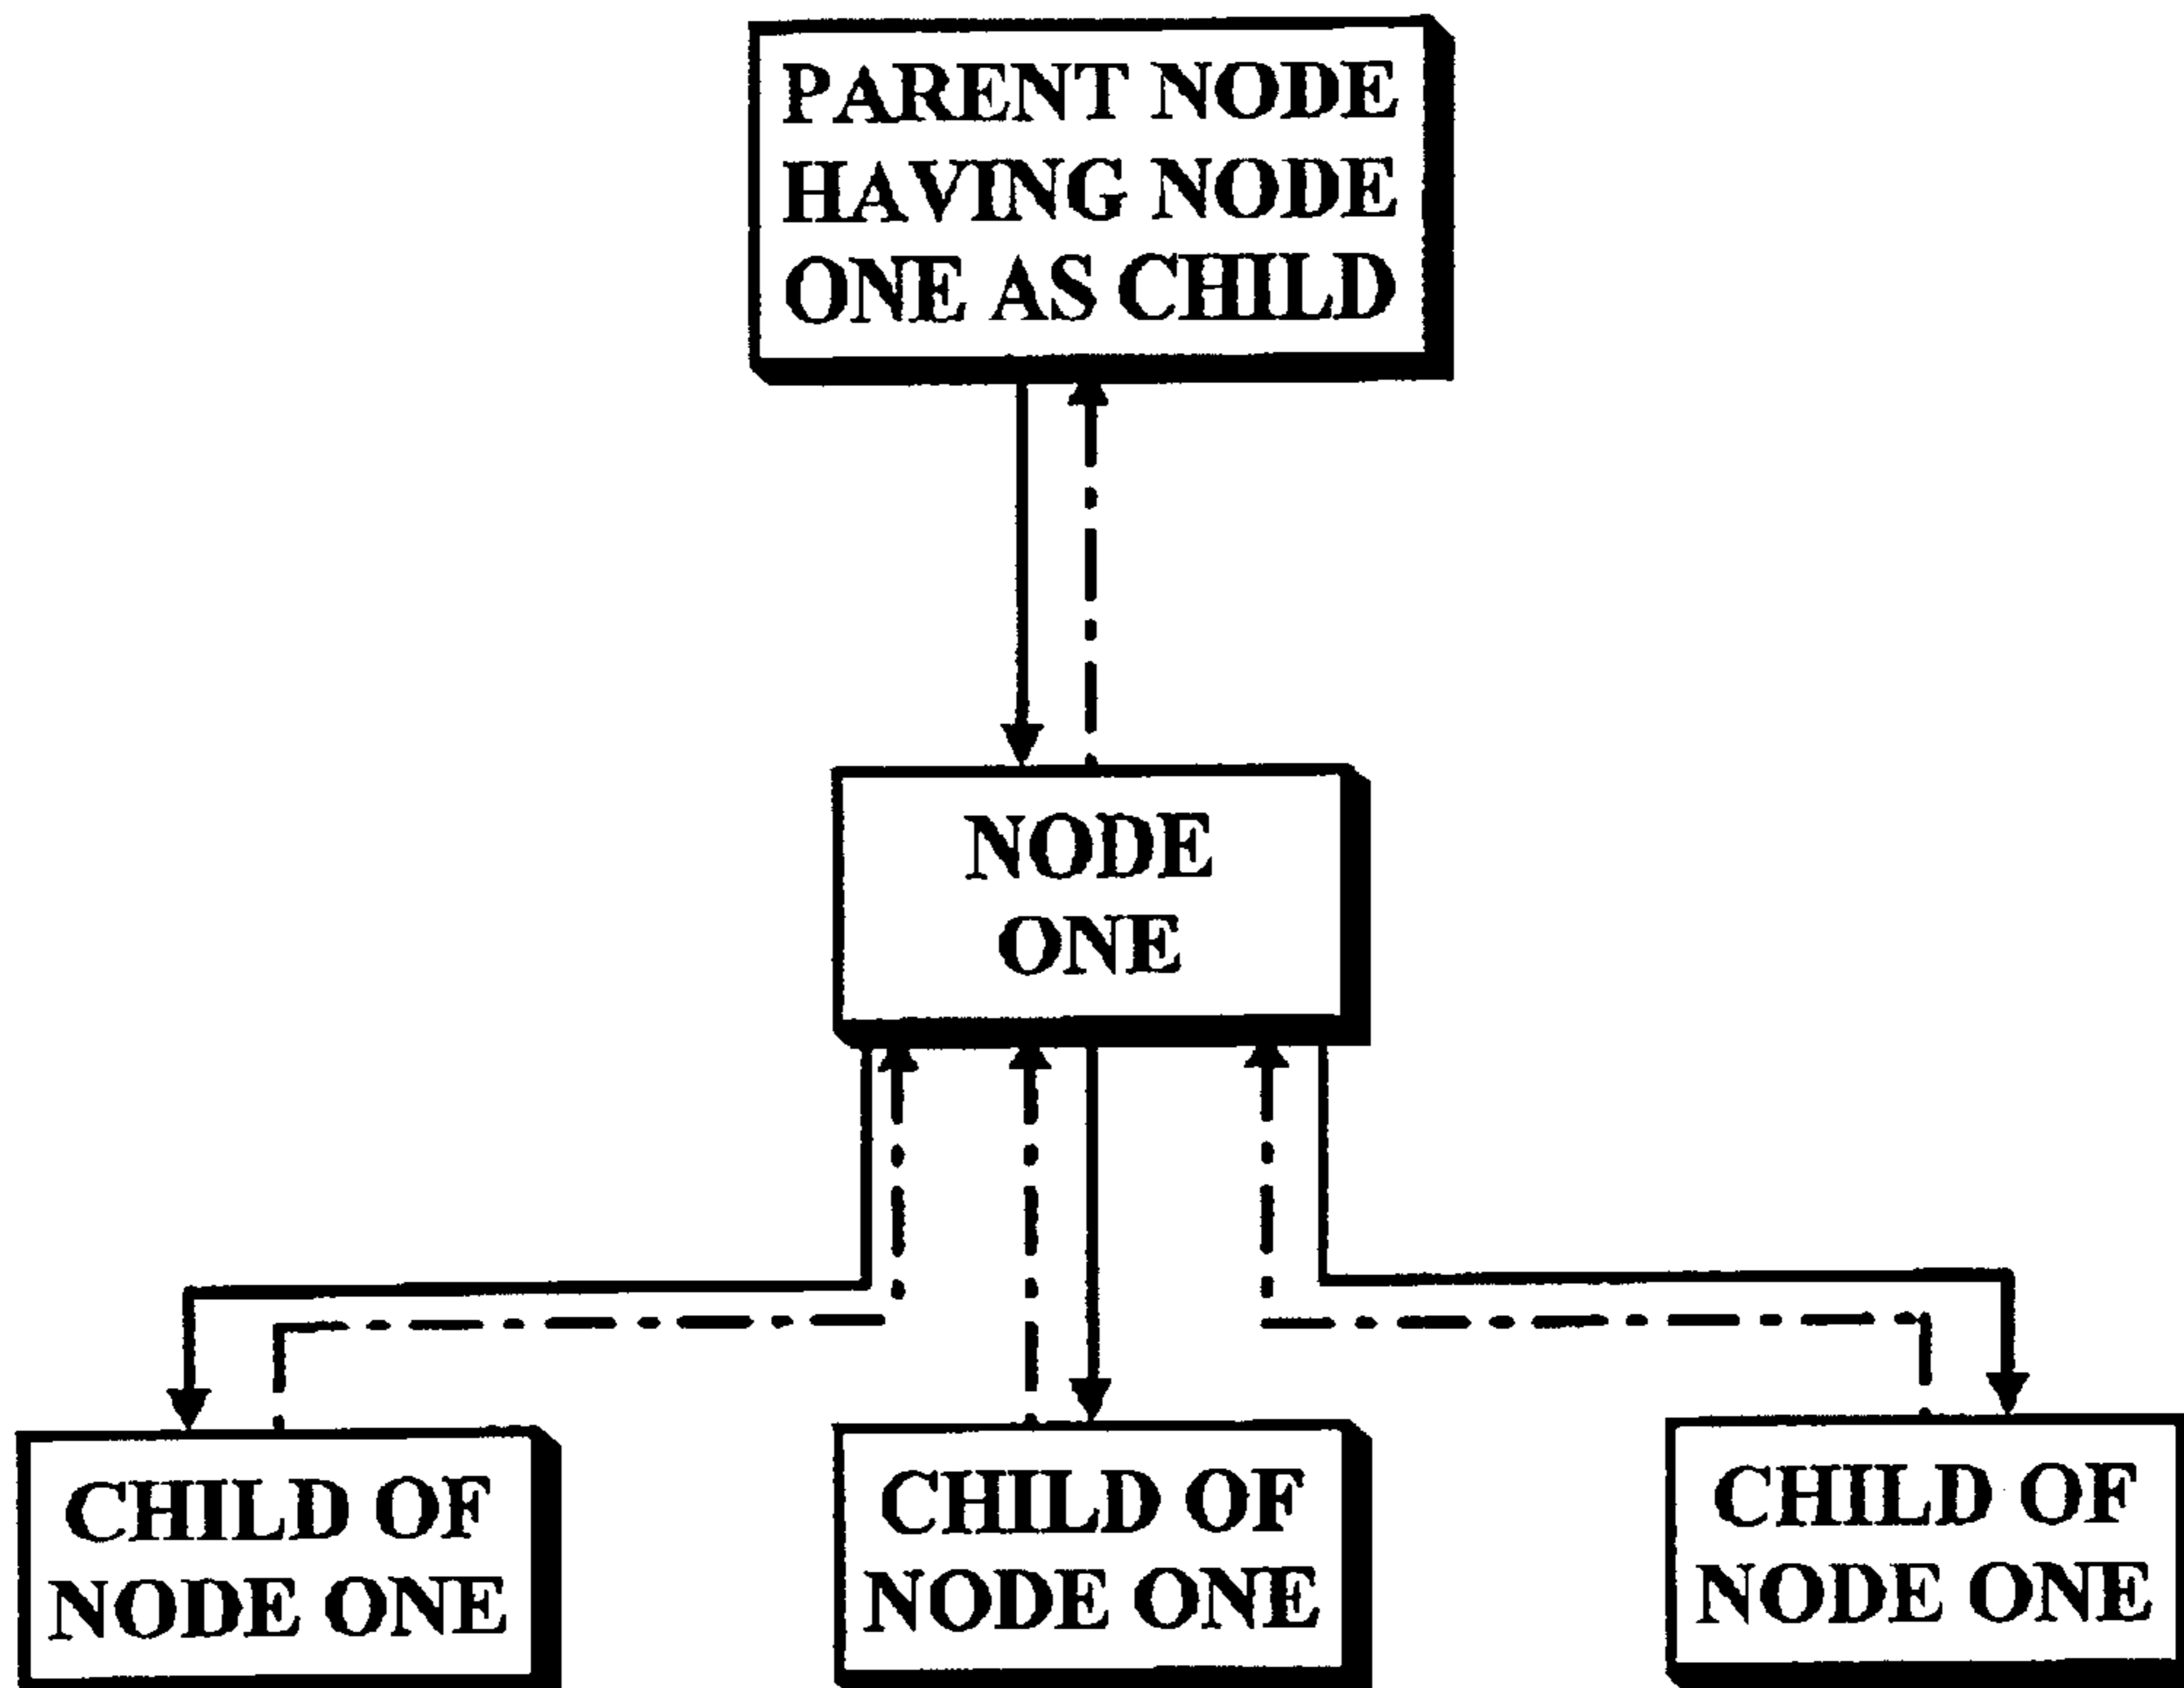 PARENT NODE
HAVING NODE
ONE AS CHILD
NODE
ONE
CHILD OF
NODE ONE
CHILD OF
NODE ONE
CHILD OF
NODE ONE